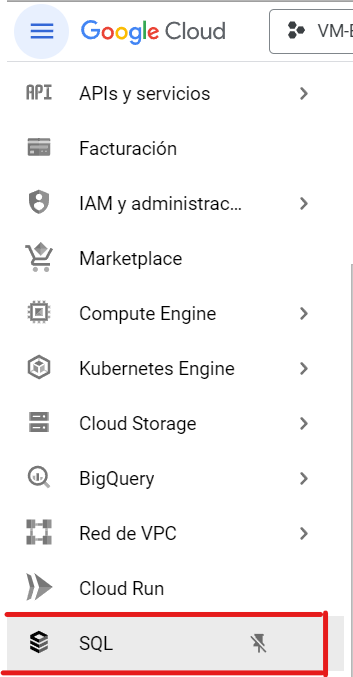 Google Cloud
VM-E
API APIs y servicios
Facturación
IAM y administrac...
Marketplace
Compute Engine
Kubernetes Engine
Cloud Storage
BigQuery
Red de VPC
Cloud Run
SQL